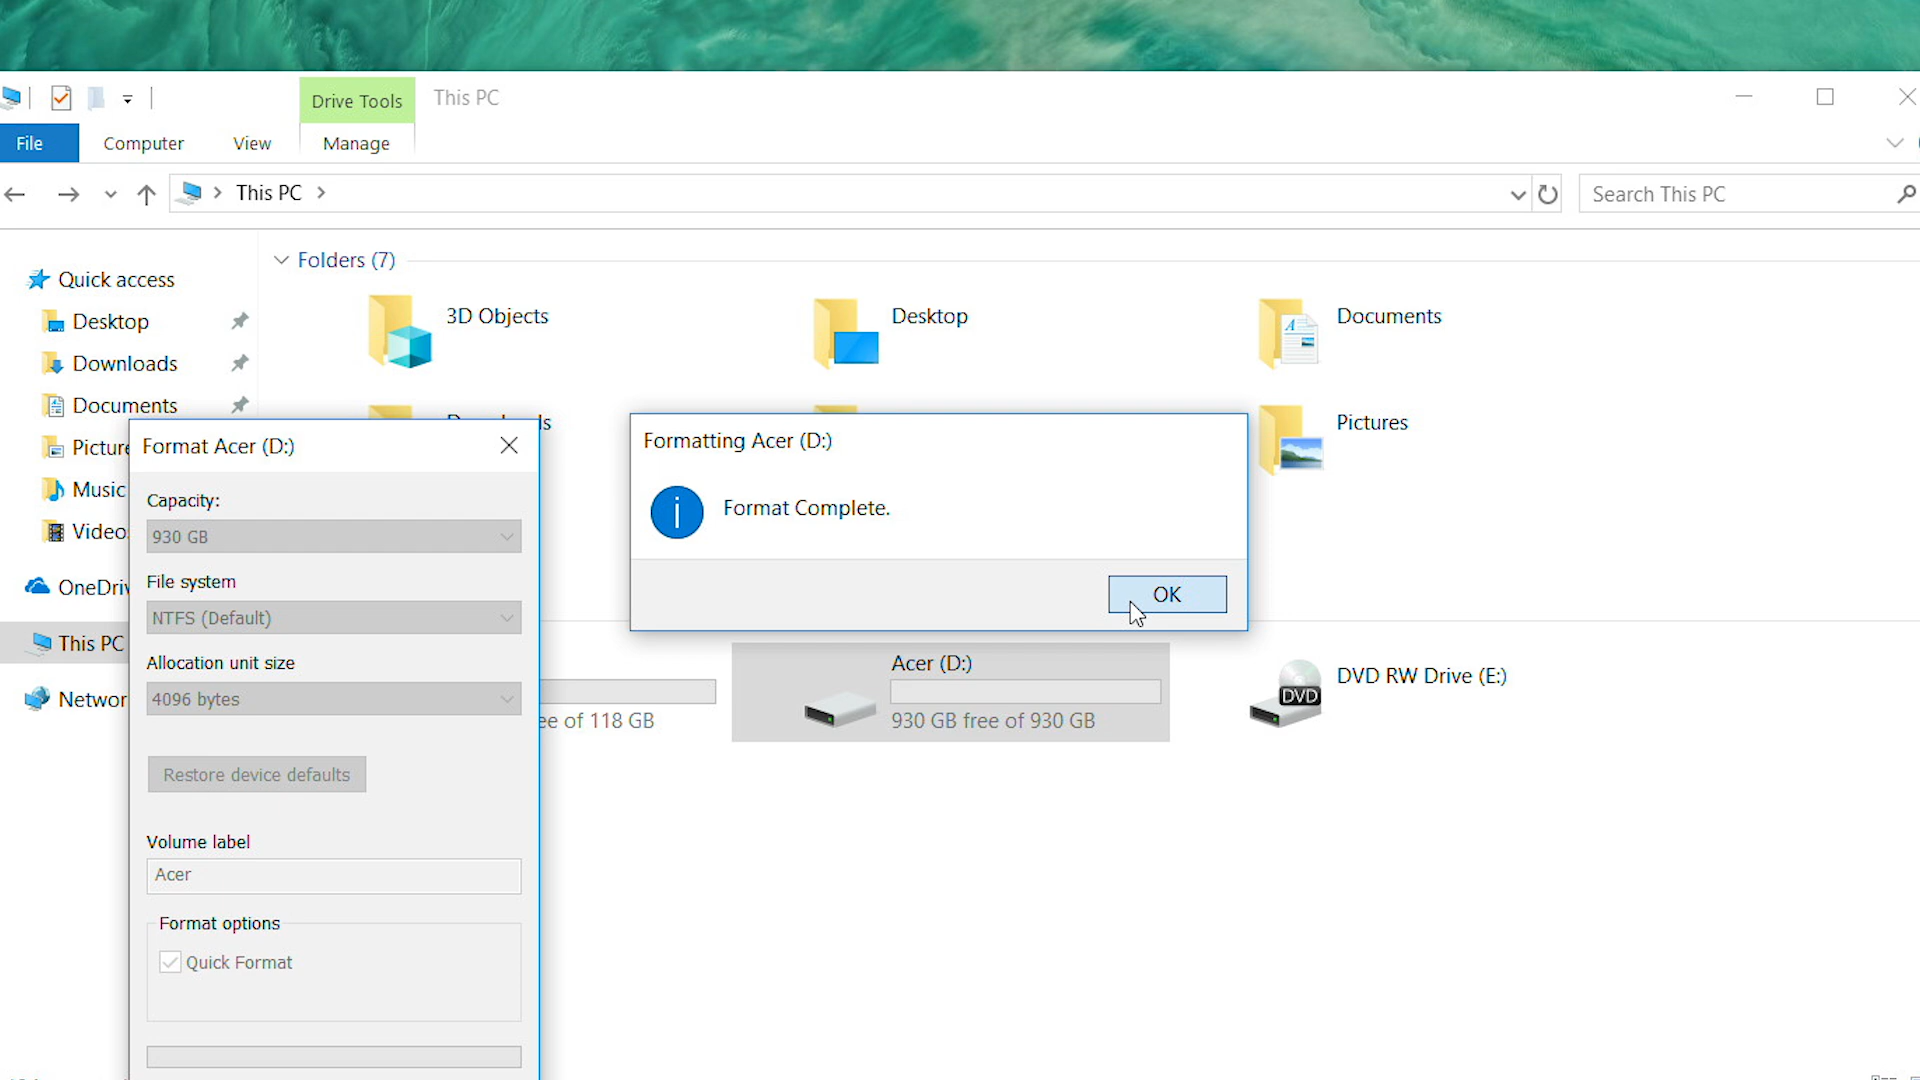 Drive Tools
This PC
File
Computer
View
Manage
This PC
Search This PC
Quick access
Desktop
Downloads
Documents
Music
This PC
Folders (7)
3D Objects
Desktop
Documents
Pictures
Format Acer (D:)
Capacity:
930 GB
File system
NTFS (Default)
Allocation unit size
4096 bytes
Restore device defaults
Volume label
Acer
Format options
Quick Format
Formatting Acer (D:)
Format Complete.
OK
of 118 GB
Acer (D:)
930 GB free of 930 GB
DVD RW Drive (E:)
DVD